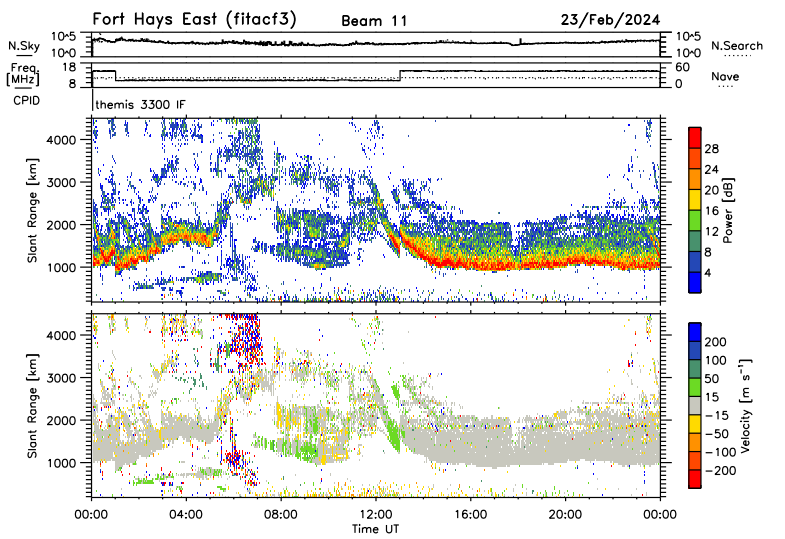 Fort Hays East (fitacf3) Beam 11 23/Feb/2024
N.Sky 10^5 10^0 10^5 10^0 N.Search
Freq. [MHz] 18 8 60 0 Nave
CPID themis 3300 IF
Slant Range [km] 4000 3000 2000 1000
Power [dB] 28 24 20 16 12 8 4
Slant Range [km] 4000 3000 2000 1000
Velocity [m s⁻¹] 200 100 50 15 −15 −50 −100 −200
00:00 04:00 08:00 12:00 16:00 20:00 00:00
Time UT